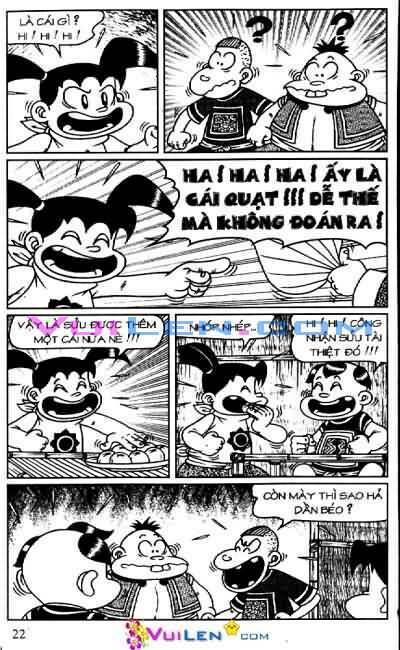 LÀ CÁI GÌ?
HI! HI! HI!
?
?
HA! HA! HA! ẤY LÀ
CÁI QUẠT!!! DỄ THẾ
MÀ KHÔNG ĐOÁN RA!
VẬY LÀ SỬU ĐƯỢC THÊM
MỘT CÁI NỮA NÈ!!!
NHÓP NHÉP...
HI! HI! CÔNG
NHẬN SỬU TÀI
THIỆT ĐÓ!!!
VUILEN.COM
CÒN MÀY THÌ SAO HẢ
DẦN BÉO?
22
VUILEN.COM